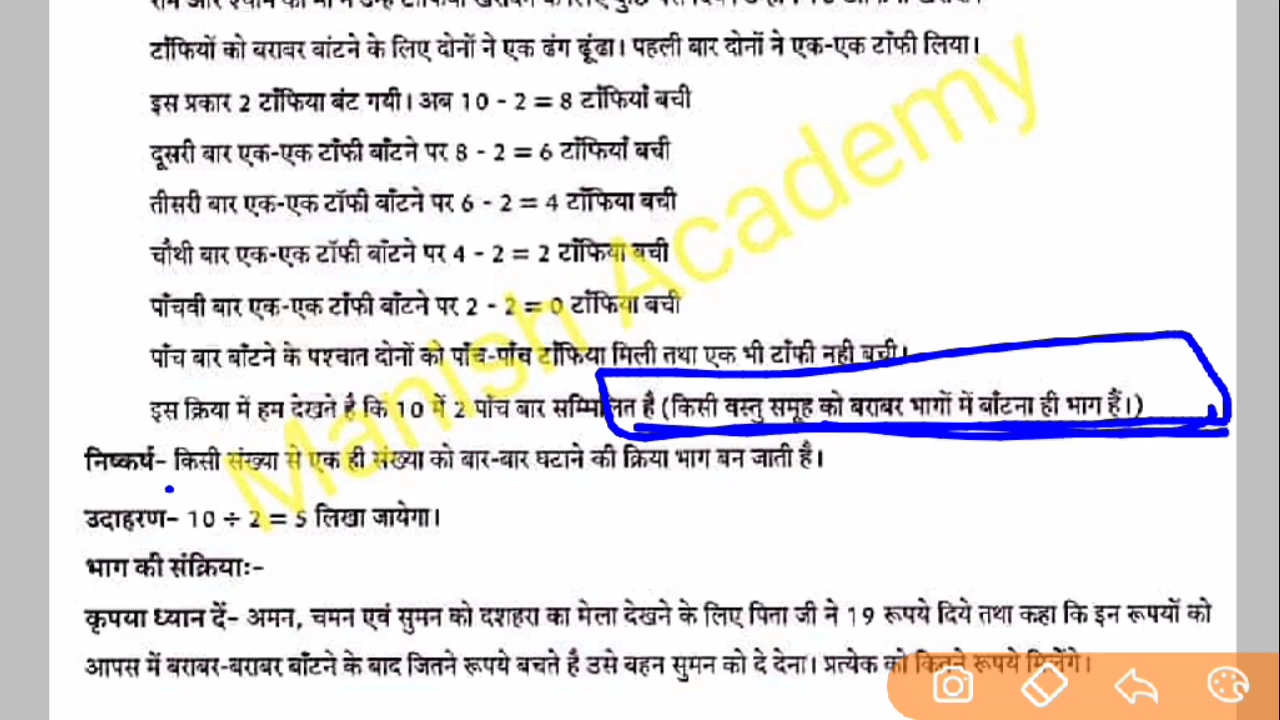 टाॅफियों को बराबर बांटने के लिए दोनों ने एक ढंग ढूंढा। पहली बार दोनों ने एक-एक टाॅफी लिया।
इस प्रकार 2 टाॅफिया बंट गयी। अब 10 - 2 = 8 टाॅफियाँ बची
दूसरी बार एक-एक टाॅफी बाँटने पर 8 - 2 = 6 टाॅफियाँ बची
तीसरी बार एक-एक टाॅफी बाँटने पर 6 - 2 = 4 टाॅफिया बची
चौथी बार एक-एक टाॅफी बाँटने पर 4 - 2 = 2 टाॅफिया बची
पाँचवी बार एक-एक टाॅफी बाँटने पर 2 - 2 = 0 टाॅफिया बची
पाँच बार बाँटने के पश्चात दोनों को पाँच-पाँच टाॅफिया मिली तथा एक भी टाॅफी नही बची।
इस क्रिया में हम देखते है कि 10 में 2 पाँच बार सम्मिलित है (किसी वस्तु समूह को बराबर भागों में बाँटना ही भाग हैं।)
निष्कर्ष- किसी संख्या से एक ही संख्या को बार-बार घटाने की क्रिया भाग बन जाती है।
उदाहरण- 10 ÷ 2 = 5 लिखा जायेगा।
भाग की संक्रियाः-
कृपया ध्यान दें- अमन, चमन एवं सुमन को दशहरा का मेला देखने के लिए पिता जी ने 19 रूपये दिये तथा कहा कि इन रूपयों को
आपस में बराबर-बराबर बाँटने के बाद जितने रूपये बचते है उसे बहन सुमन को दे देना। प्रत्येक को कितने रूपये मिलेंगे।
Manish Academy